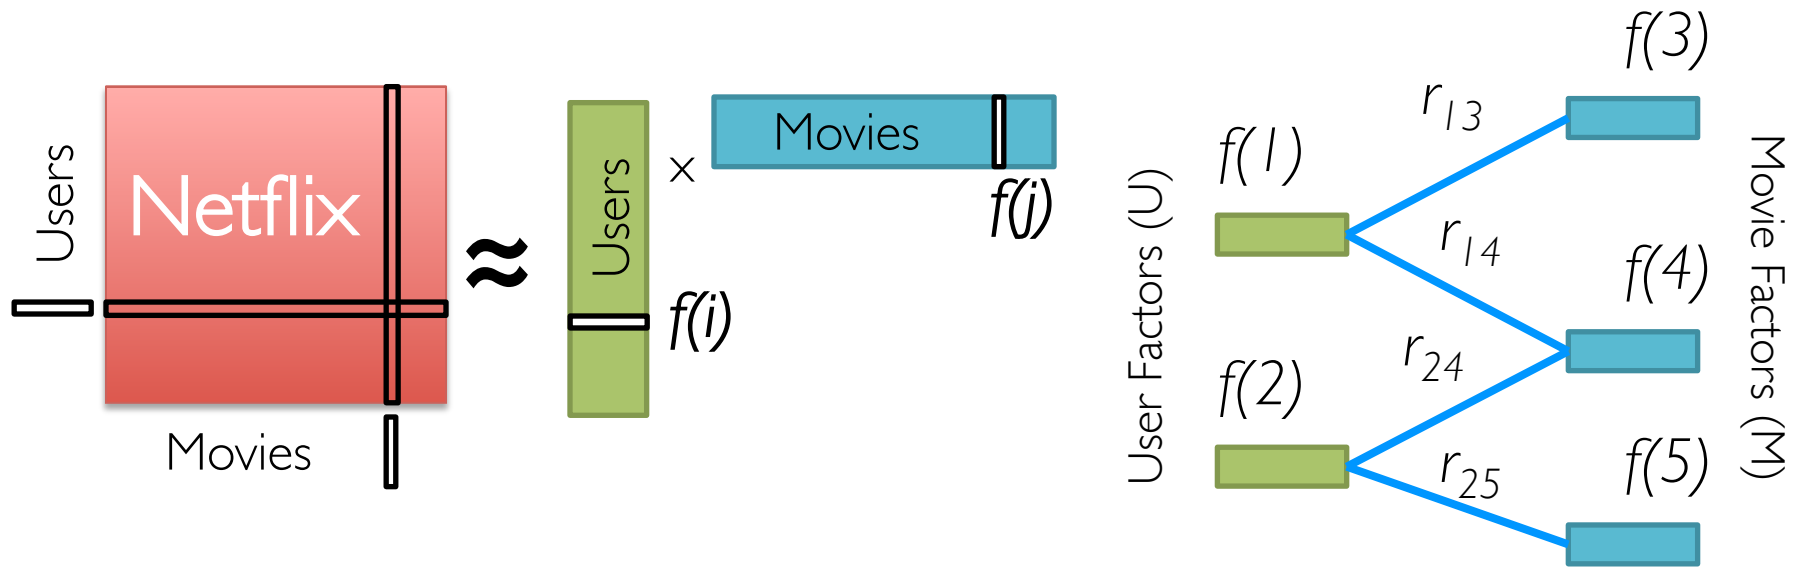 Users
Netflix
Movies
≈
Users
f(i)
x
Movies
f(j)
User Factors (U)
f(1)
f(2)
r13
r14
r24
r25
f(3)
f(4)
f(5)
Movie Factors (M)